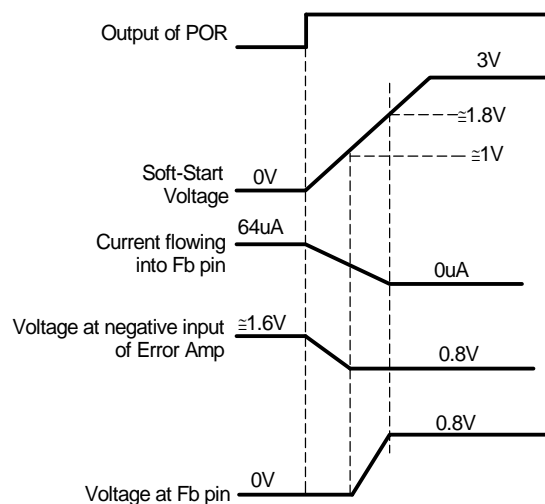 Output of POR
3V
≅1.8V
≅1V
Soft-Start
Voltage
0V
64uA
Current flowing
into Fb pin
0uA
Voltage at negative input
of Error Amp
≅1.6V
0.8V
0.8V
Voltage at Fb pin
0V